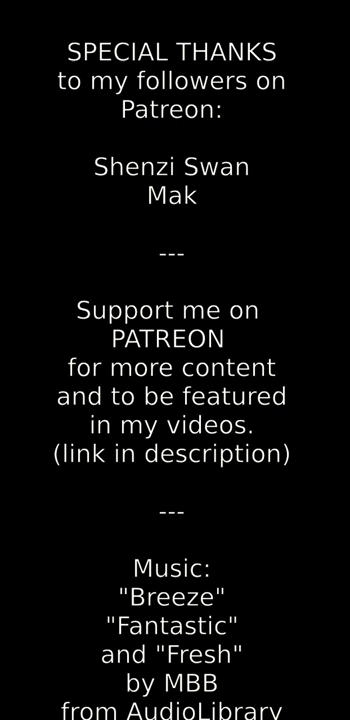 SPECIAL THANKS
to my followers on
Patreon:
Shenzi Swan
Mak
---
Support me on
PATREON
for more content
and to be featured
in my videos.
(link in description)
---
Music:
"Breeze"
"Fantastic"
and "Fresh"
by MBB
from AudioLibrary